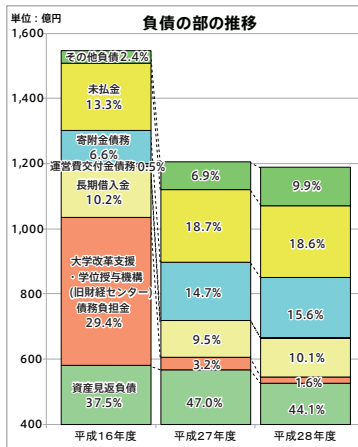 単位：億円
負債の部の推移
1,600
1,400
1,200
1,000
800
600
400
その他負債2.4%
未払金
13.3%
寄附金債務
6.6%
運営費交付金債務0.5%
長期借入金
10.2%
大学改革支援
・学位授与機構
(旧財経センター)
債務負担金
29.4%
資産見返負債
37.5%
6.9%
18.7%
14.7%
9.5%
3.2%
47.0%
9.9%
18.6%
15.6%
10.1%
1.6%
44.1%
平成16年度
平成27年度
平成28年度